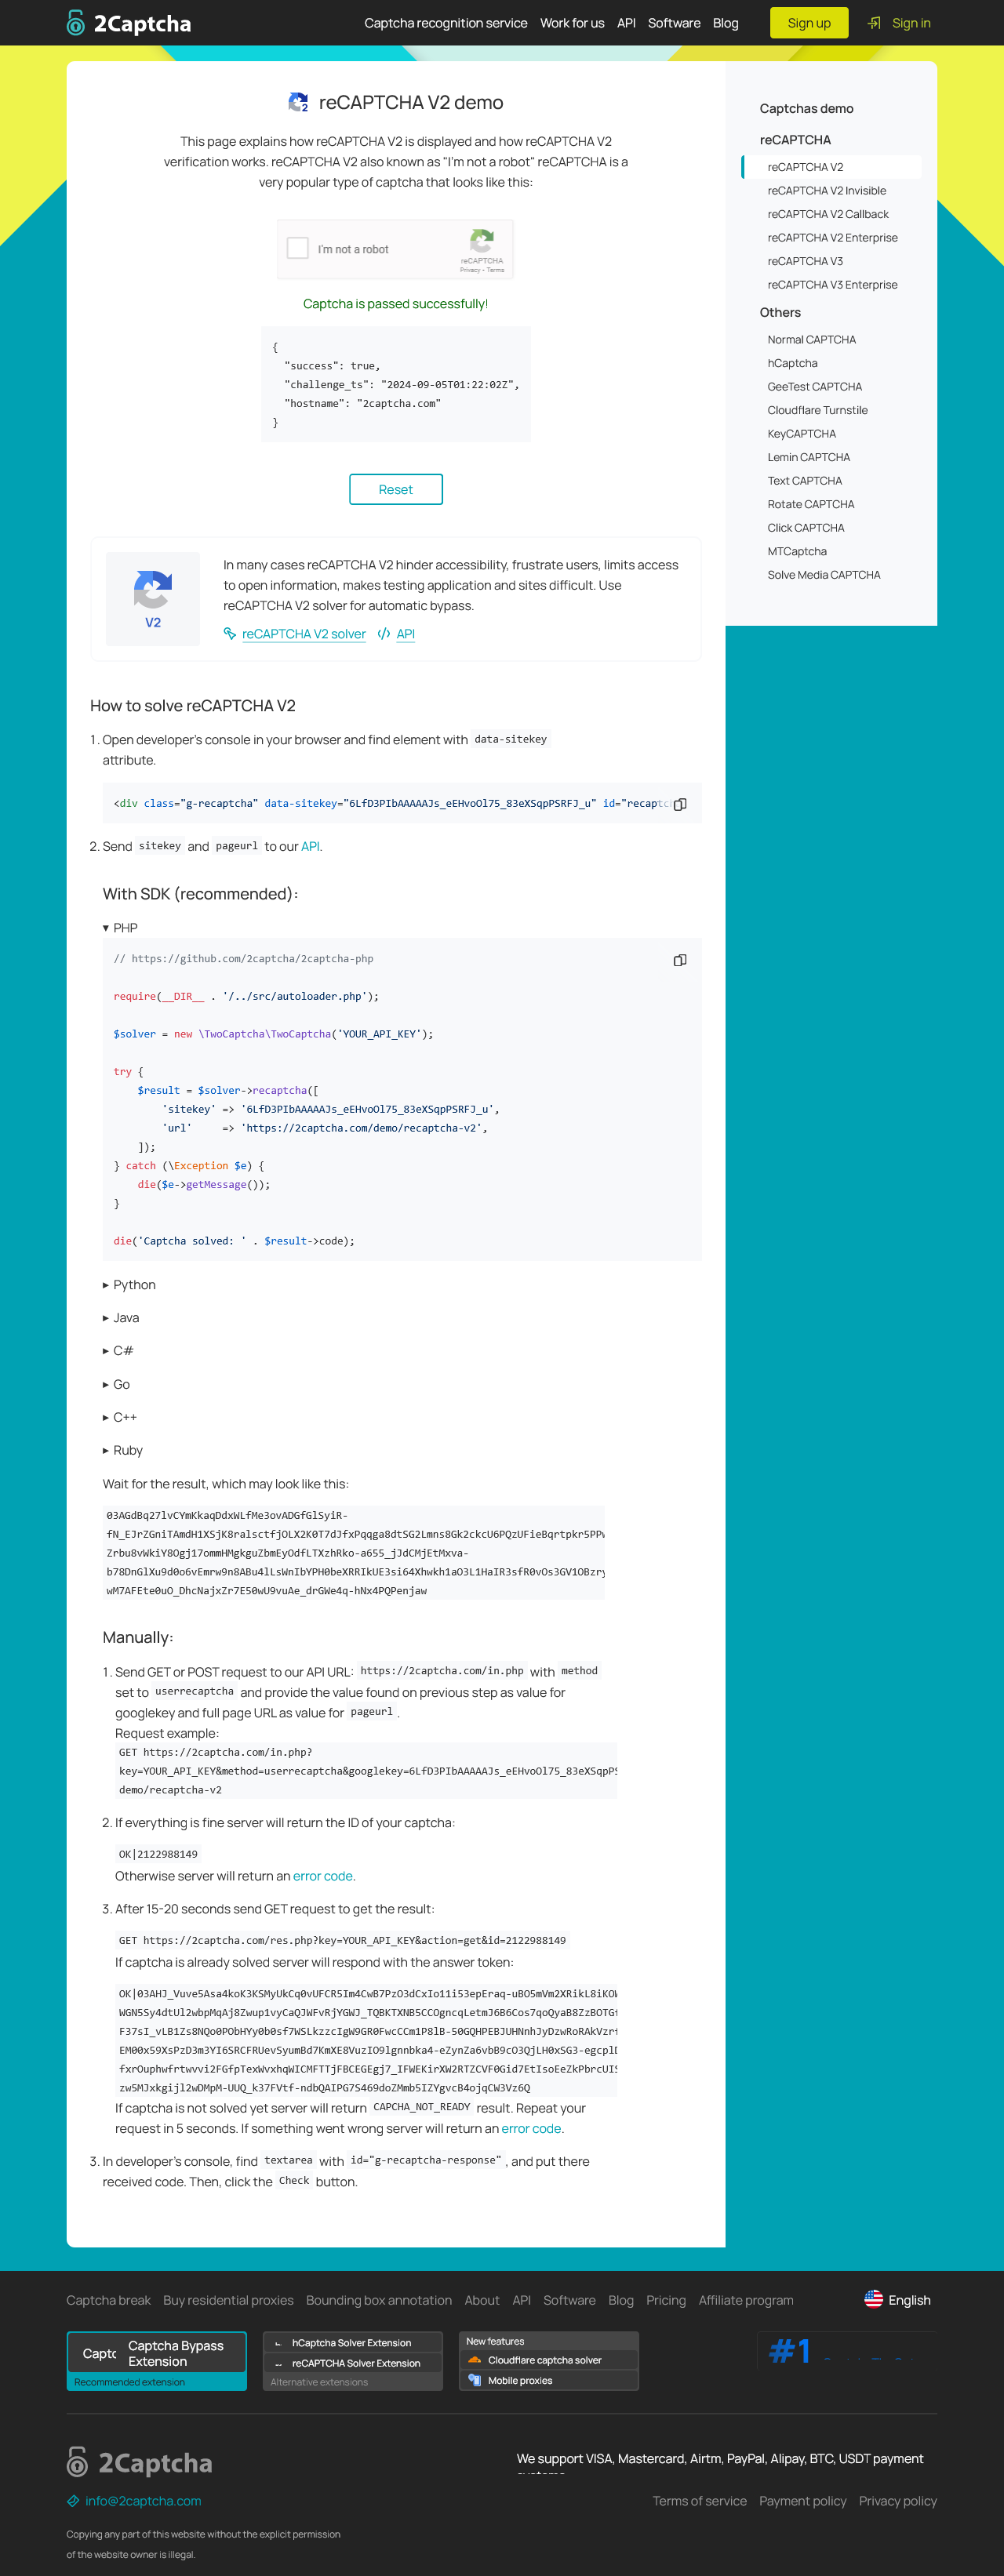 2Captcha
Captcha recognition service Work for us API Software Blog Sign up Sign in
reCAPTCHA V2 demo
This page explains how reCAPTCHA V2 is displayed and how reCAPTCHA V2
verification works. reCAPTCHA V2 also known as "I'm not a robot" reCAPTCHA is a
very popular type of captcha that looks like this:
I'm not a robot
reCAPTCHA
Privacy - Terms
Captcha is passed successfully!
{
"success": true,
"challenge_ts": "2024-09-05T01:22:02Z",
"hostname": "2captcha.com"
}
Reset
V2
In many cases reCAPTCHA V2 hinder accessibility, frustrate users, limits access
to open information, makes testing application and sites difficult. Use
reCAPTCHA V2 solver for automatic bypass.
reCAPTCHA V2 solver API
Captchas demo
reCAPTCHA
reCAPTCHA V2
reCAPTCHA V2 Invisible
reCAPTCHA V2 Callback
reCAPTCHA V2 Enterprise
reCAPTCHA V3
reCAPTCHA V3 Enterprise
Others
Normal CAPTCHA
hCaptcha
GeeTest CAPTCHA
Cloudflare Turnstile
KeyCAPTCHA
Lemin CAPTCHA
Text CAPTCHA
Rotate CAPTCHA
Click CAPTCHA
MTCaptcha
Solve Media CAPTCHA
How to solve reCAPTCHA V2
1. Open developer's console in your browser and find element with data-sitekey
attribute.
<div class="g-recaptcha" data-sitekey="6LfD3PIbAAAAAJs_eEHvoOl75_83eXSqpPSRFJ_u" id="recaptc
2. Send sitekey and pageurl to our API.
With SDK (recommended):
▾ PHP
// https://github.com/2captcha/2captcha-php
require(__DIR__ . '/../src/autoloader.php');
$solver = new \TwoCaptcha\TwoCaptcha('YOUR_API_KEY');
try {
$result = $solver->recaptcha([
'sitekey' => '6LfD3PIbAAAAAJs_eEHvoOl75_83eXSqpPSRFJ_u',
'url' => 'https://2captcha.com/demo/recaptcha-v2',
]);
} catch (\Exception $e) {
die($e->getMessage());
}
die('Captcha solved: ' . $result->code);
▸ Python
▸ Java
▸ C#
▸ Go
▸ C++
▸ Ruby
Wait for the result, which may look like this:
03AGdBq27lvCYmKkaqDdxWLfMe3ovADGfGlSyiR-
fN_EJrZGniTAmdH1XSjK8ralsctfjOLX2K0T7dJfxPqqga8dtSG2Lmns8Gk2ckcU6PQzUFieBqrtpkr5PPw
Zrbu8vWkiY8Ogj17ommHMgkguZbmEyOdfLTXzhRko-a655_jJdCMjEtMxva-
b78DnGlXu9d0o6vEmrw9n8ABu4lLsWnIbYPH0beXRRIkUE3si64Xhwkh1aO3L1HaIR3sfR0vOs3GV1OBzry
wM7AFEte0uO_DhcNajxZr7E50wU9vuAe_drGWe4q-hNx4PQPenjaw
Manually:
1. Send GET or POST request to our API URL: https://2captcha.com/in.php with method
set to userrecaptcha and provide the value found on previous step as value for
googlekey and full page URL as value for pageurl .
Request example:
GET https://2captcha.com/in.php?
key=YOUR_API_KEY&method=userrecaptcha&googlekey=6LfD3PIbAAAAAJs_eEHvoOl75_83eXSqpPS
demo/recaptcha-v2
2. If everything is fine server will return the ID of your captcha:
OK|2122988149
Otherwise server will return an error code.
3. After 15-20 seconds send GET request to get the result:
GET https://2captcha.com/res.php?key=YOUR_API_KEY&action=get&id=2122988149
If captcha is already solved server will respond with the answer token:
OK|03AHJ_Vuve5Asa4koK3KSMyUkCq0vUFCR5Im4CwB7PzO3dCxIo11i53epEraq-uBO5mVm2XRikL8iKOW
WGN5Sy4dtUl2wbpMqAj8Zwup1vyCaQJWFvRjYGWJ_TQBKTXNB5CCOgncqLetmJ6B6Cos7qoQyaB8ZzBOTGf
F37sI_vLB1Zs8NQo0PObHYy0b0sf7WSLkzzcIgW9GR0FwcCCm1P8lB-50GQHPEBJUHNnhJyDzwRoRAkVzri
EM00x59XsPzD3m3YI6SRCFRUevSyumBd7KmXE8VuzIO9lgnnbka4-eZynZa6vbB9cO3QjLH0xSG3-egcplD
fxrOuphwfrtwvvi2FGfpTexWvxhqWICMFTTjFBCEGEgj7_IFWEKirXW2RTZCVF0Gid7EtIsoEeZkPbrcUIS
zw5MJxkgijl2wDMpM-UUQ_k37FVtf-ndbQAIPG7S469doZMmb5IZYgvcB4ojqCW3Vz6Q
If captcha is not solved yet server will return CAPCHA_NOT_READY result. Repeat your
request in 5 seconds. If something went wrong server will return an error code.
3. In developer's console, find textarea with id="g-recaptcha-response" , and put there
received code. Then, click the Check button.
Captcha break Buy residential proxies Bounding box annotation About API Software Blog Pricing Affiliate program English
Captcha Bypass
Extension
Recommended extension
hCaptcha Solver Extension
reCAPTCHA Solver Extension
Alternative extensions
New features
Cloudflare captcha solver
Mobile proxies
#1
2Captcha
We support VISA, Mastercard, Airtm, PayPal, Alipay, BTC, USDT payment
info@2captcha.com
Terms of service Payment policy Privacy policy
Copying any part of this website without the explicit permission
of the website owner is illegal.